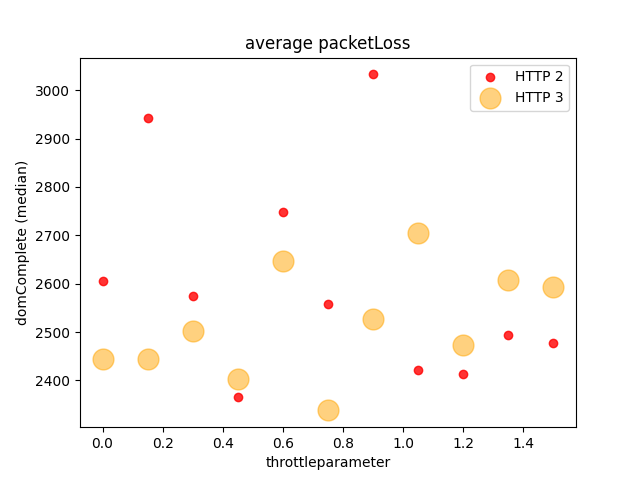 average packetLoss
HTTP 2
HTTP 3
domComplete (median)
3000
2900
2800
2700
2600
2500
2400
0.0 0.2 0.4 0.6 0.8 1.0 1.2 1.4
throttleparameter